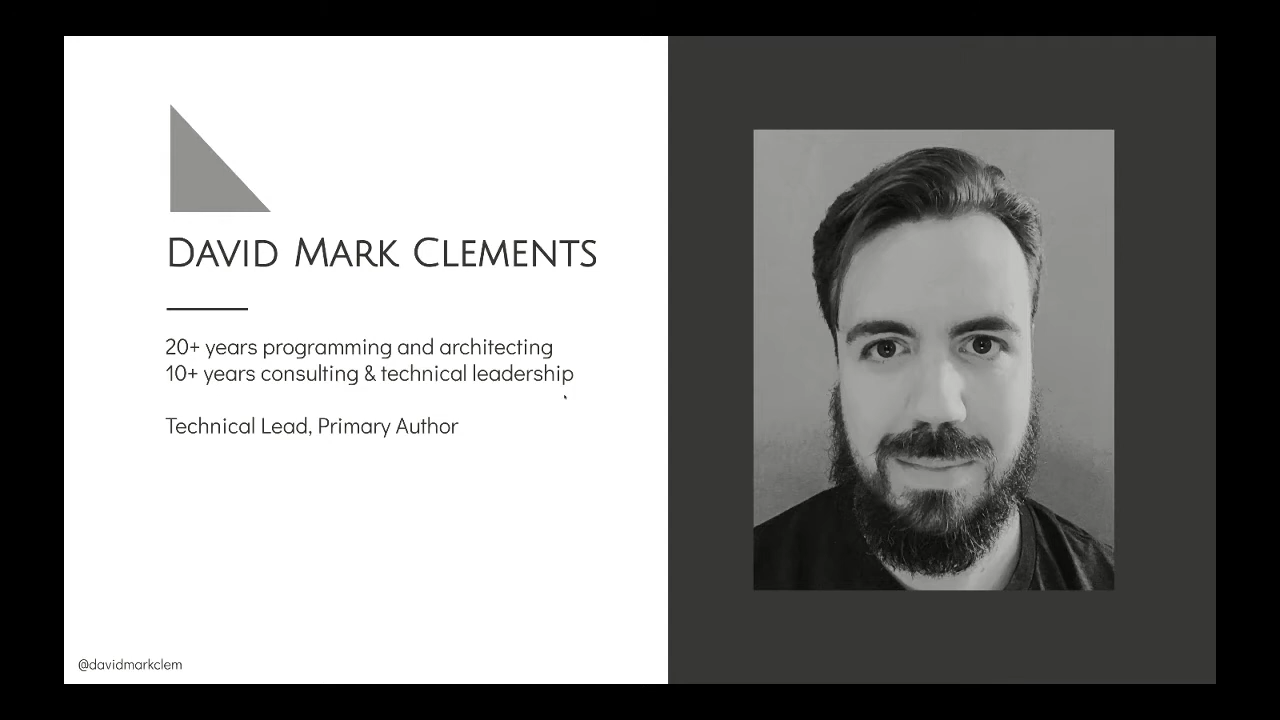 David Mark Clements
20+ years programming and architecting
10+ years consulting & technical leadership
Technical Lead, Primary Author
@davidmarkclem